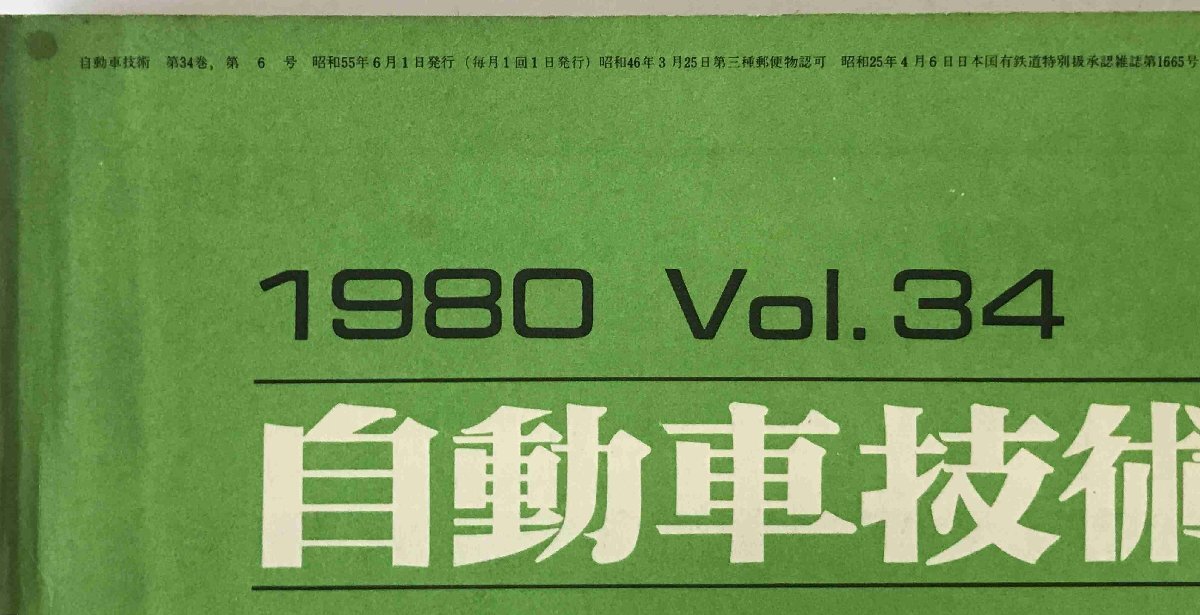 自動車技術 第34巻, 第 6 号 昭和55年6月1日発行(毎月1回1日発行)昭和46年3月25日第三種郵便物認可 昭和25年4月6日日本国有鉄道特別扱承認雑誌第1665号
1980 Vol.34
自動車技術